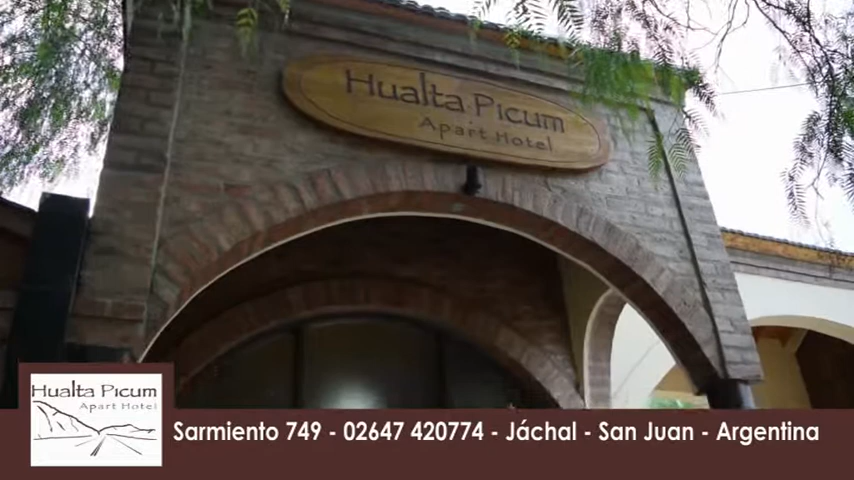 Hualta Picum
Apart Hotel
Hualta Picum
Apart Hotel
Sarmiento 749 - 02647 420774 - Jáchal - San Juan - Argentina